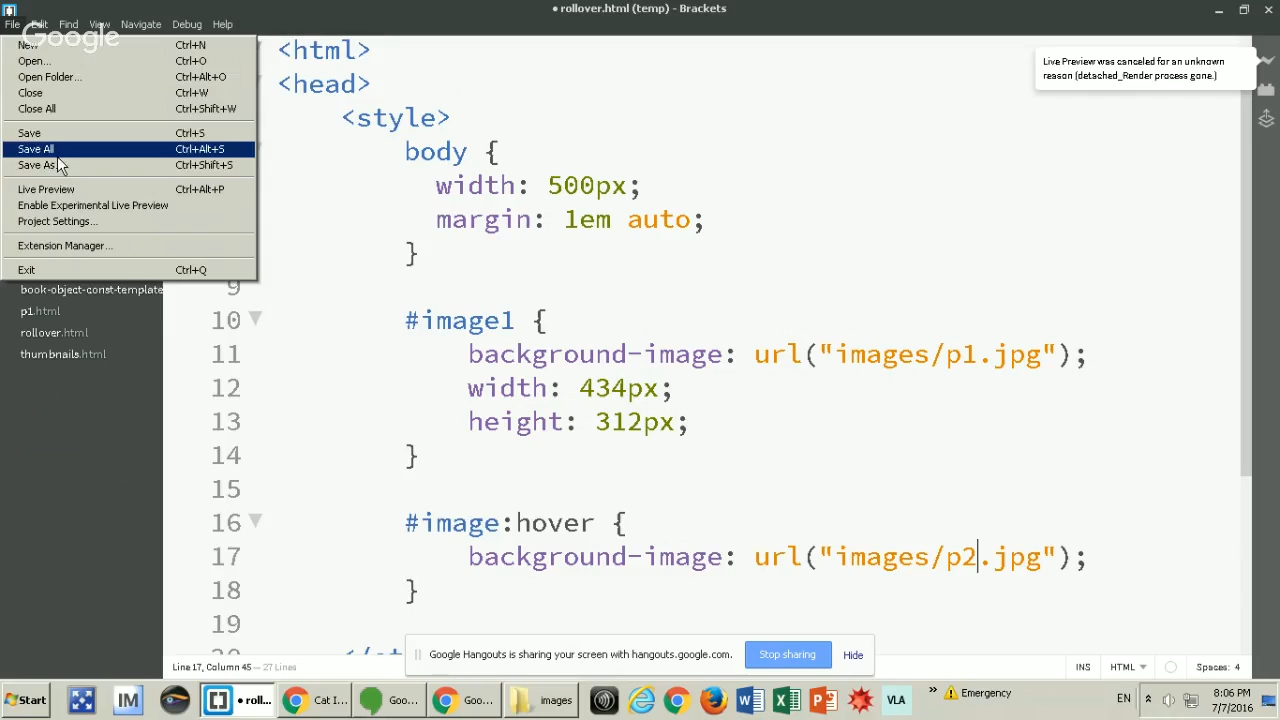 • rollover.html (temp) - Brackets
File Edit Find View Navigate Debug Help
Google
New Ctrl+N
Open... Ctrl+O
Open Folder... Ctrl+Alt+O
Close Ctrl+W
Close All Ctrl+Shift+W
Save Ctrl+S
Save All Ctrl+Alt+S
Save As Ctrl+Shift+S
Live Preview Ctrl+Alt+P
Enable Experimental Live Preview
Project Settings...
Extension Manager...
Exit Ctrl+Q
book-object-const-template
p1.html
rollover.html
thumbnails.html
Live Preview was canceled for an unknown
reason (detached_Render process gone.)
<html>
<head>
<style>
body {
width: 500px;
margin: 1em auto;
}
9
10 #image1 {
11 background-image: url("images/p1.jpg");
12 width: 434px;
13 height: 312px;
14 }
15
16 #image:hover {
17 background-image: url("images/p2.jpg");
18 }
19
Google Hangouts is sharing your screen with hangouts.google.com. Stop sharing Hide
Line 17, Column 45 — 27 Lines INS HTML Spaces: 4
Start IM • roll... Cat I... Goo... Goo... images VLA » Emergency EN 8:06 PM
7/7/2016